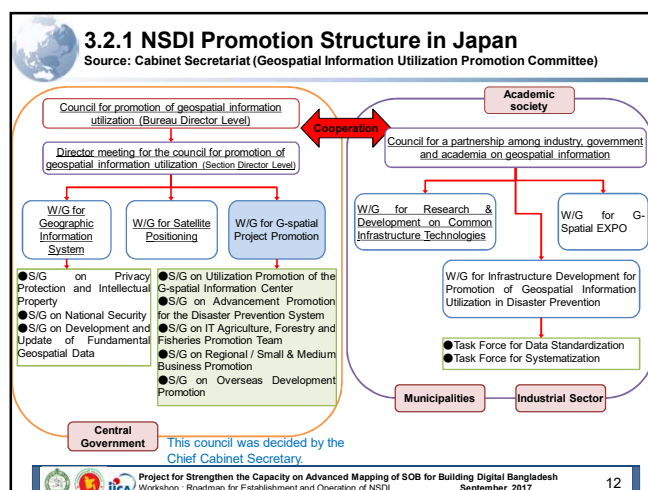 3.2.1 NSDI Promotion Structure in Japan
Source: Cabinet Secretariat (Geospatial Information Utilization Promotion Committee)
Academic
society
Council for promotion of geospatial information
utilization (Bureau Director Level)
Cooperation
Director meeting for the council for promotion of
geospatial information utilization (Section Director Level)
Council for a partnership among industry, government
and academia on geospatial information
W/G for
Geographic
Information
System
W/G for Satellite
Positioning
W/G for G-spatial
Project Promotion
W/G for Research &
Development on Common
Infrastructure Technologies
W/G for G-
Spatial EXPO
●S/G on Privacy
Protection and Intellectual
Property
●S/G on National Security
●S/G on Development and
Update of Fundamental
Geospatial Data
●S/G on Utilization Promotion of the
G-spatial Information Center
●S/G on Advancement Promotion
for the Disaster Prevention System
●S/G on IT Agriculture, Forestry and
Fisheries Promotion Team
●S/G on Regional / Small & Medium
Business Promotion
●S/G on Overseas Development
Promotion
W/G for Infrastructure Development for
Promotion of Geospatial Information
Utilization in Disaster Prevention
●Task Force for Data Standardization
●Task Force for Systematization
Municipalities
Industrial Sector
Central
Government
This council was decided by the
Chief Cabinet Secretary.
jica
Project for Strengthen the Capacity on Advanced Mapping of SOB for Building Digital Bangladesh
Workshop : Roadmap for Establishment and Operation of NSDI September, 2017
12